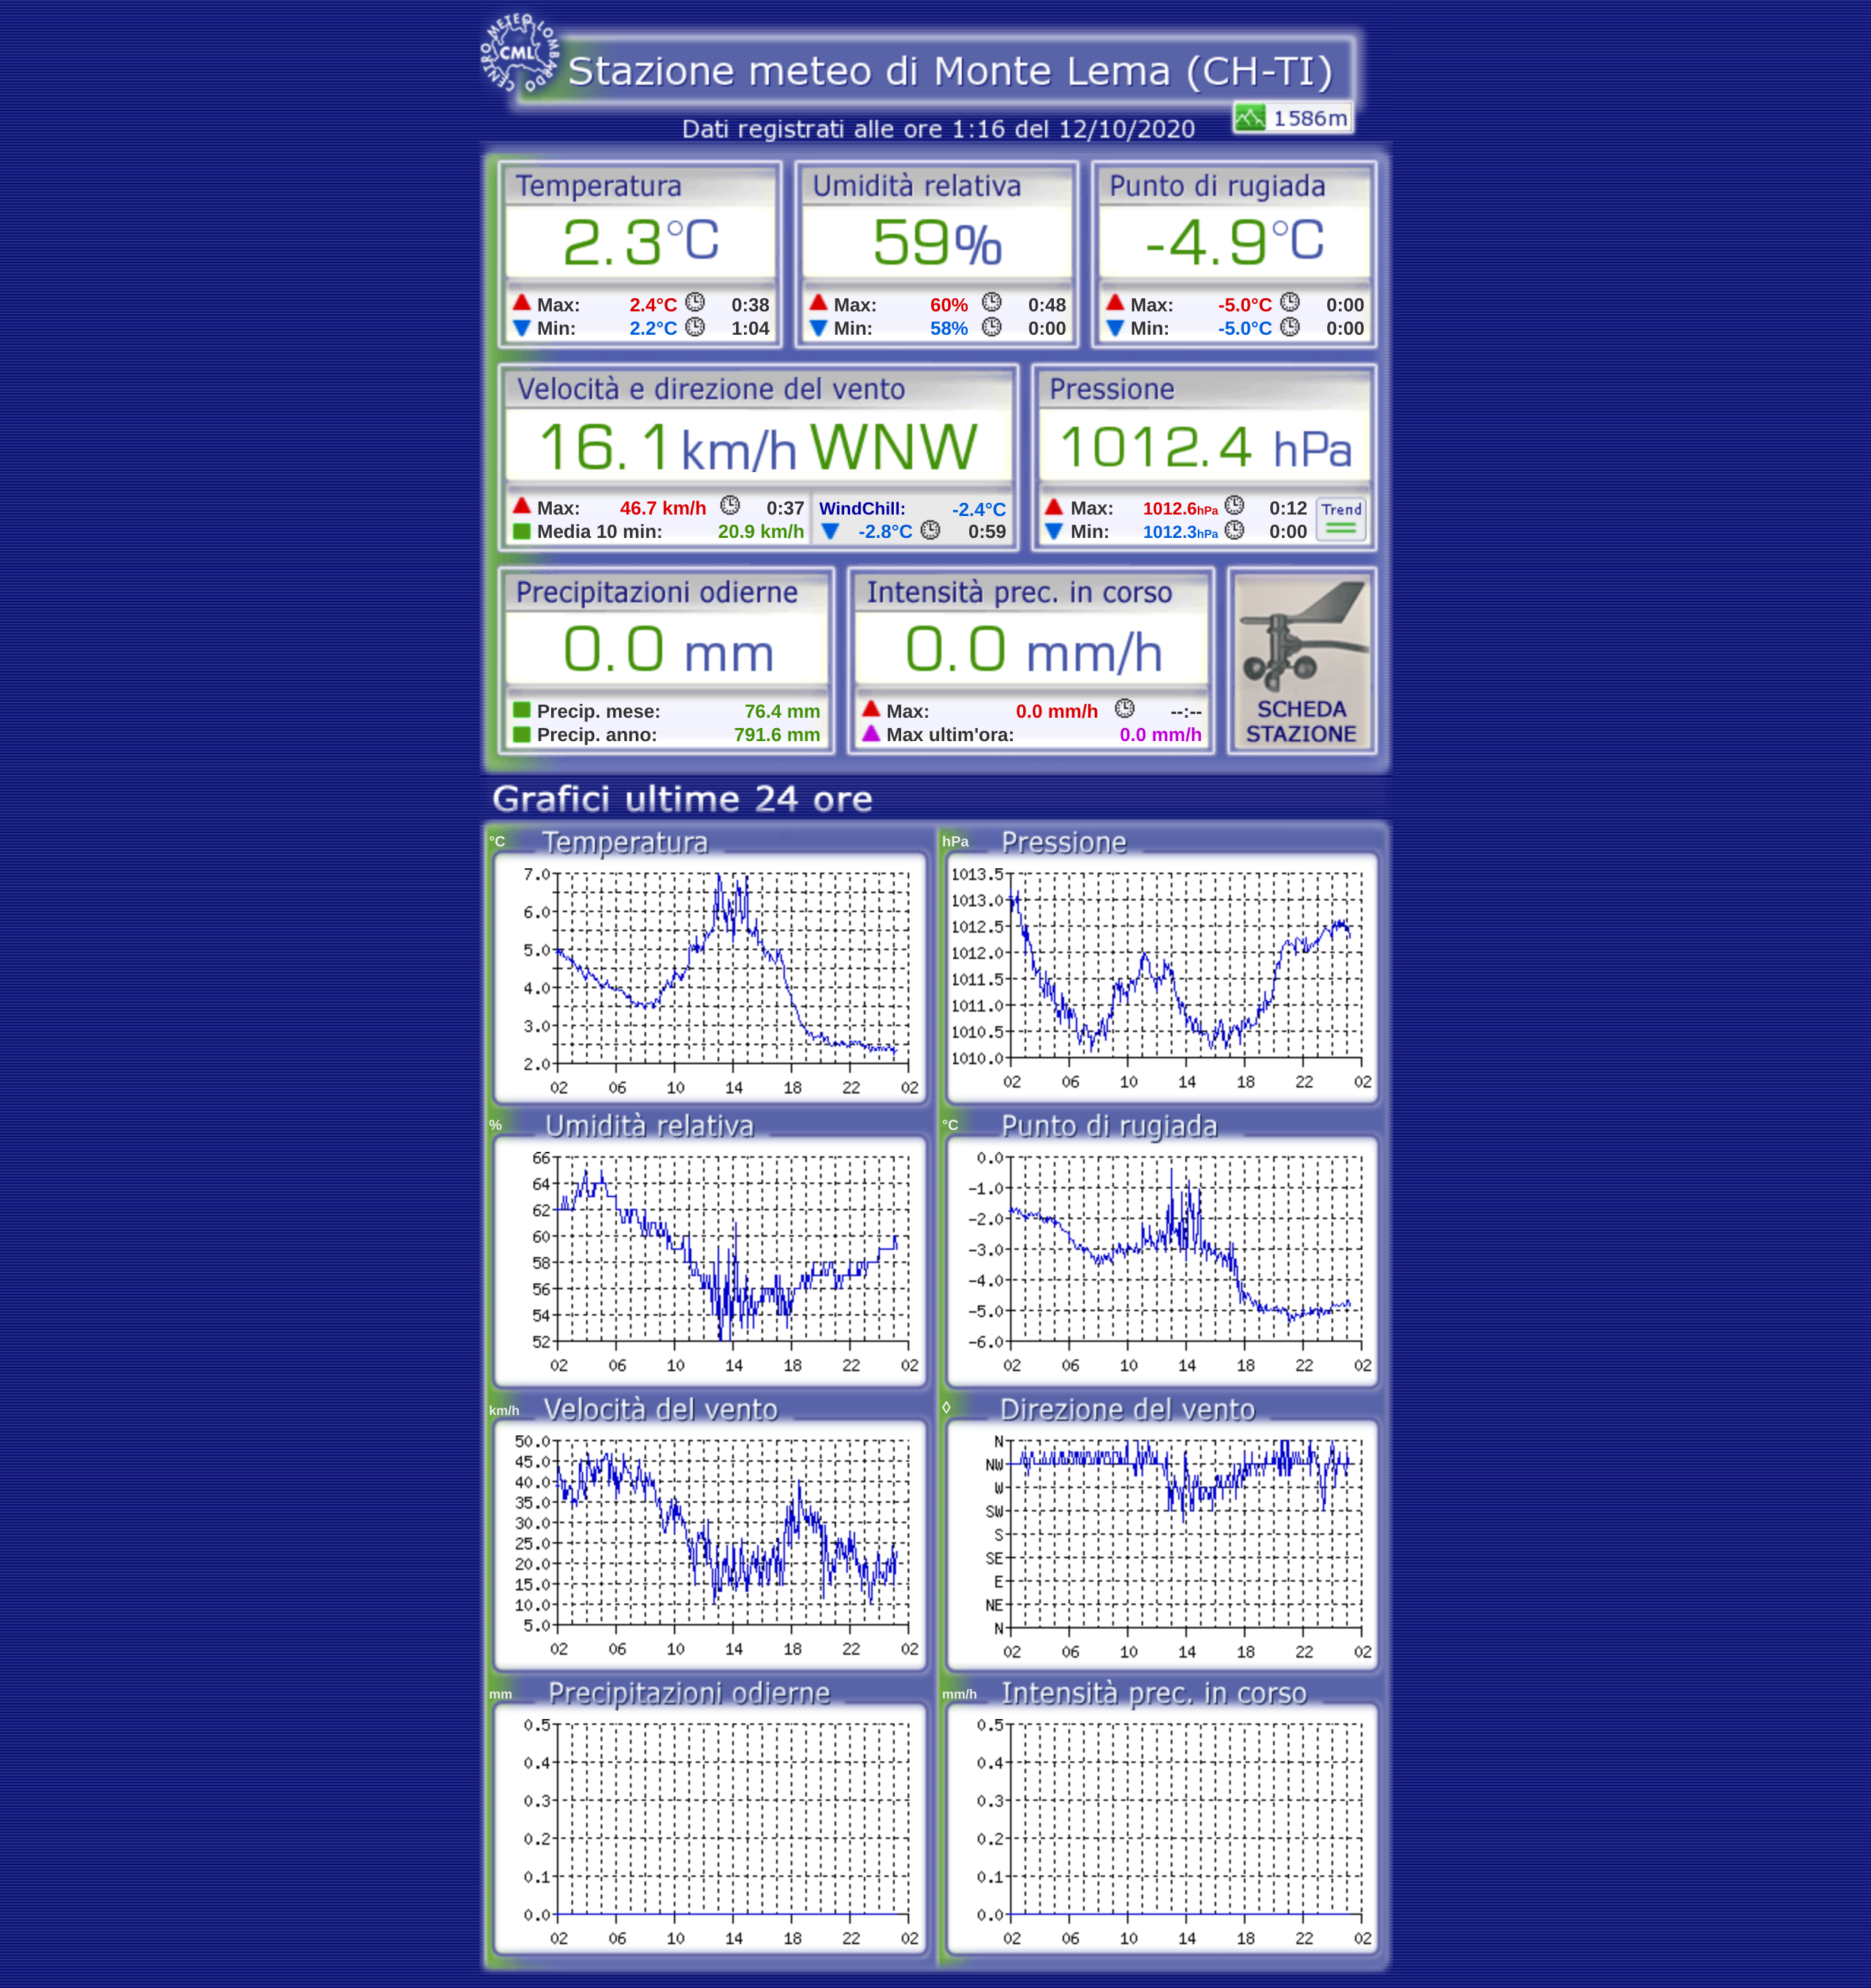 CENTRO METEO LOMBARDO
CML
Stazione meteo di Monte Lema (CH-TI)
1586m
Dati registrati alle ore 1:16 del 12/10/2020
Temperatura
2.3°C
Max: 2.4°C 0:38
Min: 2.2°C 1:04
Umidità relativa
59%
Max: 60% 0:48
Min: 58% 0:00
Punto di rugiada
-4.9°C
Max: -5.0°C 0:00
Min: -5.0°C 0:00
Velocità e direzione del vento
16.1km/h WNW
Max: 46.7 km/h 0:37
Media 10 min: 20.9 km/h
WindChill: -2.4°C
-2.8°C 0:59
Pressione
1012.4 hPa
Max: 1012.6hPa 0:12
Min: 1012.3hPa 0:00
Trend
Precipitazioni odierne
0.0 mm
Precip. mese: 76.4 mm
Precip. anno: 791.6 mm
Intensità prec. in corso
0.0 mm/h
Max: 0.0 mm/h --:--
Max ultim'ora: 0.0 mm/h
SCHEDA
STAZIONE
Grafici ultime 24 ore
°C Temperatura
7.0
6.0
5.0
4.0
3.0
2.0
02 06 10 14 18 22 02
hPa Pressione
1013.5
1013.0
1012.5
1012.0
1011.5
1011.0
1010.5
1010.0
02 06 10 14 18 22 02
% Umidità relativa
66
64
62
60
58
56
54
52
02 06 10 14 18 22 02
°C Punto di rugiada
0.0
-1.0
-2.0
-3.0
-4.0
-5.0
-6.0
02 06 10 14 18 22 02
km/h Velocità del vento
50.0
45.0
40.0
35.0
30.0
25.0
20.0
15.0
10.0
5.0
02 06 10 14 18 22 02
◊ Direzione del vento
N
NW
W
SW
S
SE
E
NE
N
02 06 10 14 18 22 02
mm Precipitazioni odierne
0.5
0.4
0.3
0.2
0.1
0.0
02 06 10 14 18 22 02
mm/h Intensità prec. in corso
0.5
0.4
0.3
0.2
0.1
0.0
02 06 10 14 18 22 02